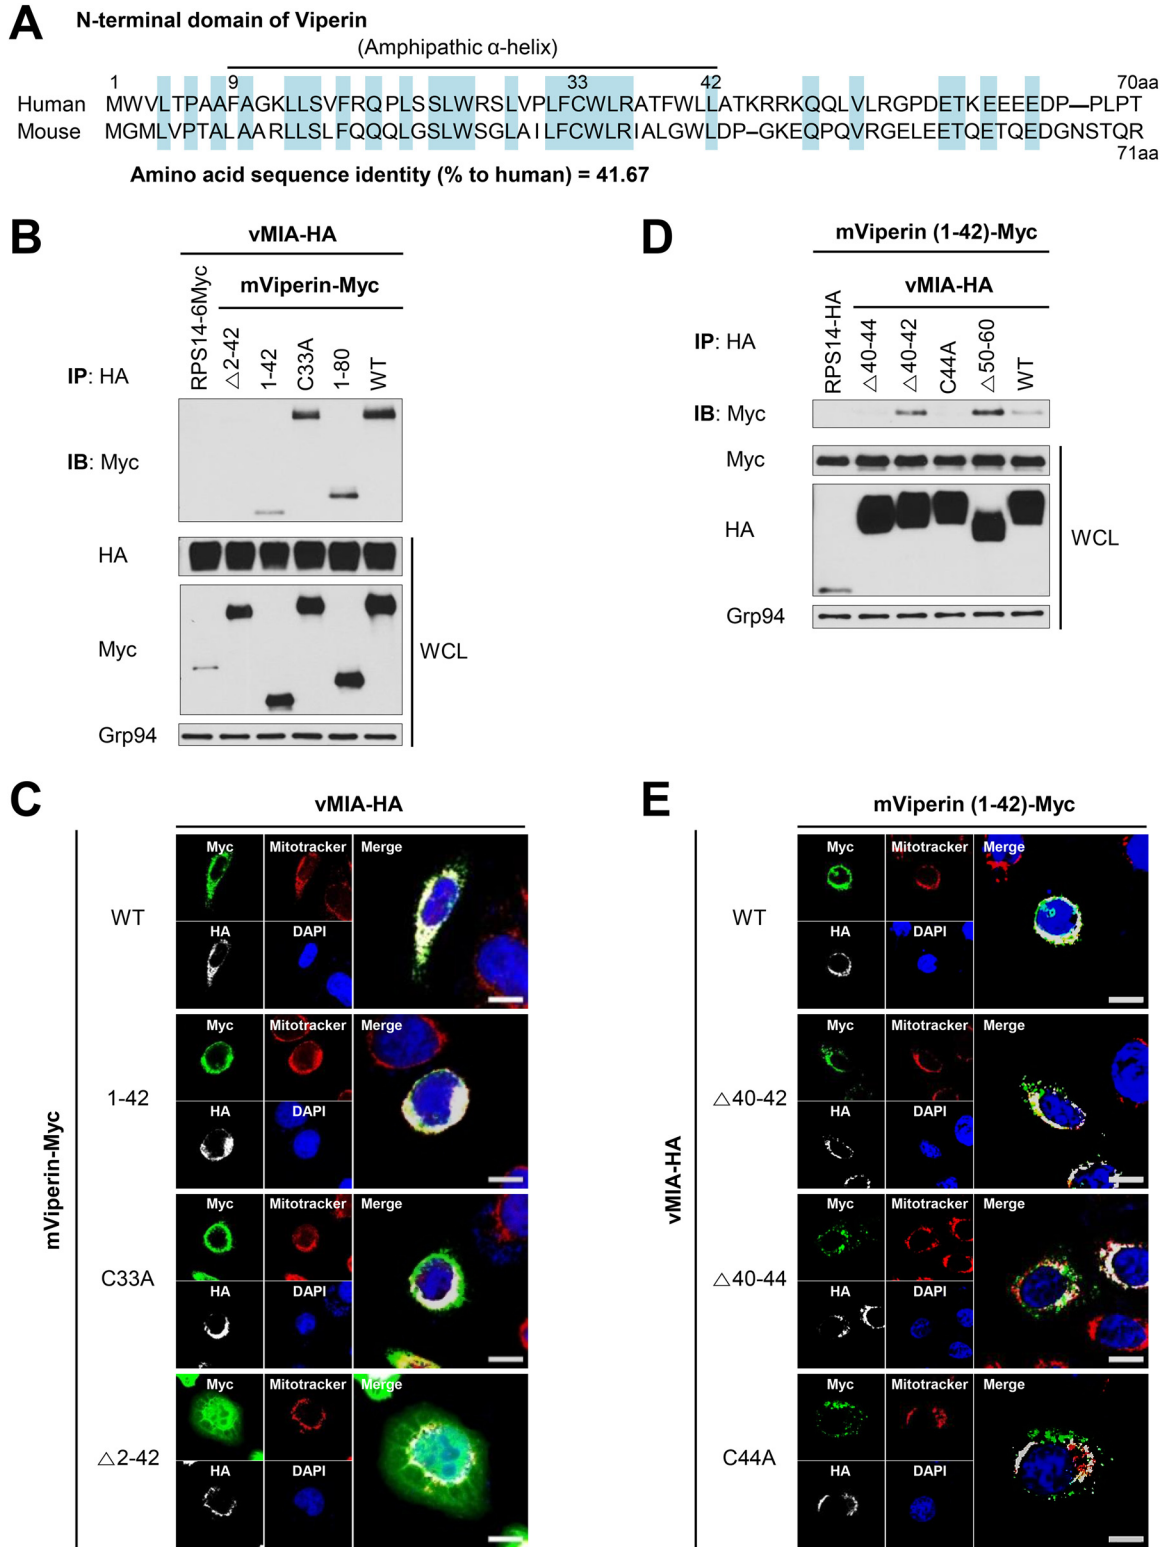 A
N-terminal domain of Viperin
(Amphipathic α-helix)
1 9 33 42 70aa
Human MWVLTPAAFAGKLLSVFRQPLSSLWRSLVPLFCWLRATFWLLATKRRKQQLVLRGPDETKEEEEDP—PLPT
Mouse MGMLVPTALAARLLSLFQQQLGSLWSGLAILFCWLRIALGWLDP–GKEQPQVRGELEETQETQEDGNSTQR
71aa
Amino acid sequence identity (% to human) = 41.67
B
vMIA-HA
mViperin-Myc
IP: HA
RPS14-6Myc △2-42 1-42 C33A 1-80 WT
IB: Myc
HA
Myc
WCL
Grp94
D
mViperin (1-42)-Myc
vMIA-HA
IP: HA
RPS14-HA △40-44 △40-42 C44A △50-60 WT
IB: Myc
Myc
HA
WCL
Grp94
C
vMIA-HA
mViperin-Myc
WT
Myc Mitotracker Merge
HA DAPI
1-42
Myc Mitotracker Merge
HA DAPI
C33A
Myc Mitotracker Merge
HA DAPI
△2-42
Myc Mitotracker Merge
HA DAPI
E
mViperin (1-42)-Myc
vMIA-HA
WT
Myc Mitotracker Merge
HA DAPI
△40-42
Myc Mitotracker Merge
HA DAPI
△40-44
Myc Mitotracker Merge
HA DAPI
C44A
Myc Mitotracker Merge
HA DAPI